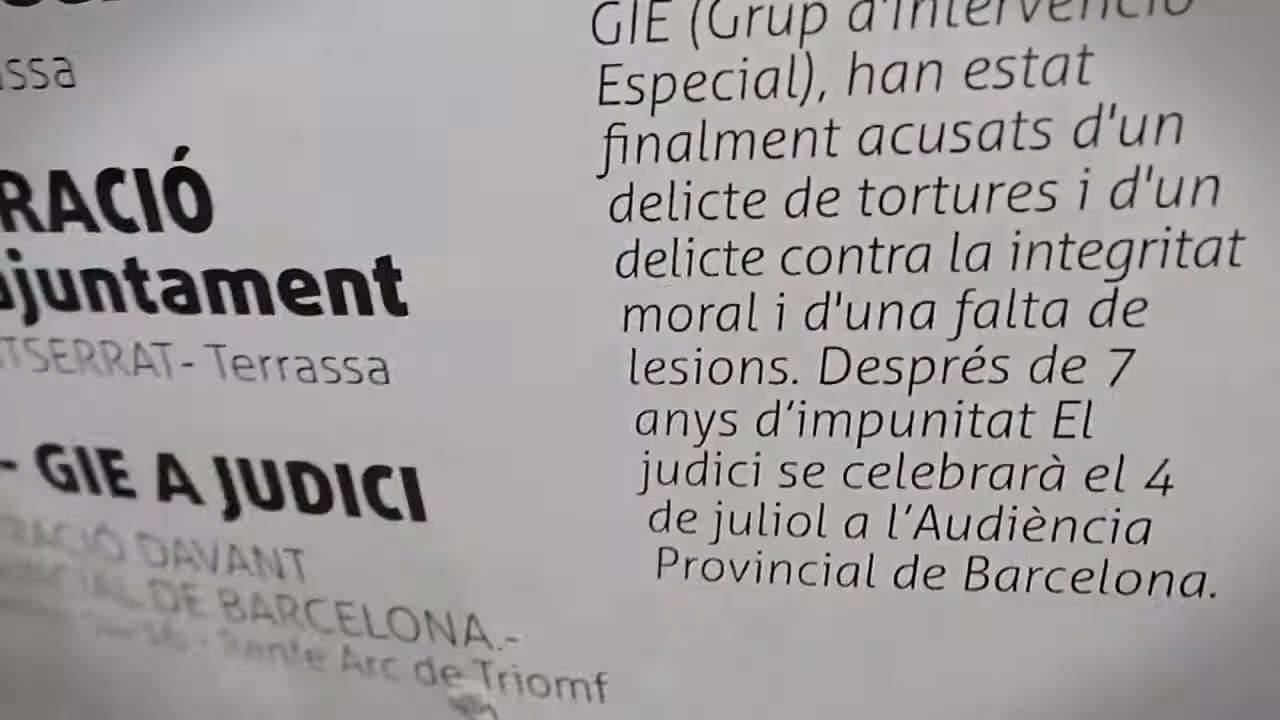 ssa
RACIÓ
ajuntament
TSERRAT- Terrassa
- GIE A JUDICI
RACIÓ DAVANT
DE BARCELONA.-
Arc de Triomf
GIE (Grup d'Intervenció
Especial), han estat
finalment acusats d'un
delicte de tortures i d'un
delicte contra la integritat
moral i d'una falta de
lesions. Després de 7
anys d’impunitat El
judici se celebrarà el 4
de juliol a l’Audiència
Provincial de Barcelona.